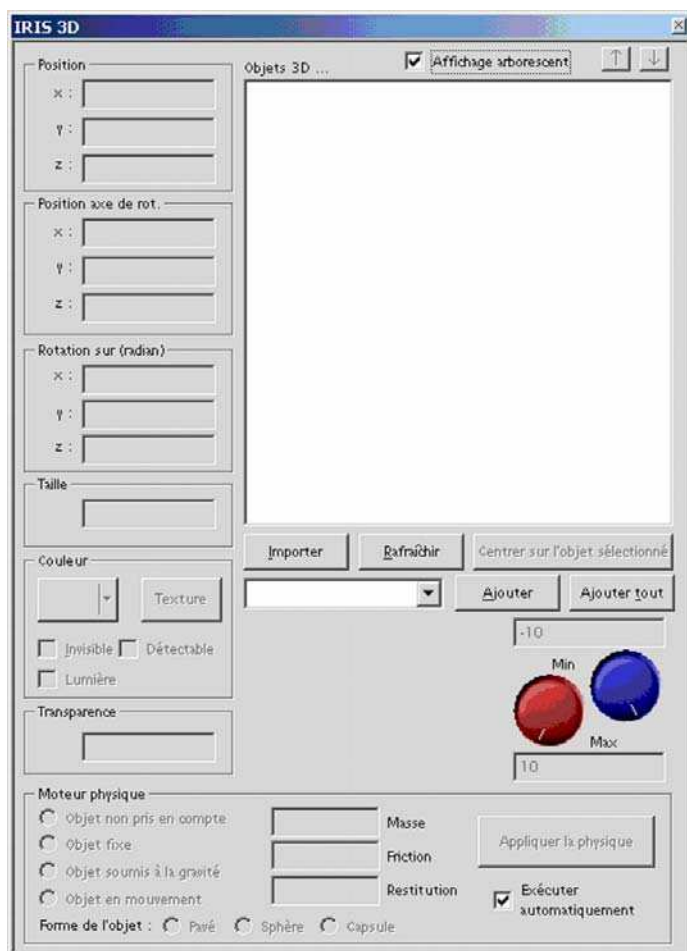 IRIS 3D
Position
x :
y :
z :
Position axe de rot.
x :
y :
z :
Rotation sur (radian)
x :
y :
z :
Taille
Couleur
Texture
Invisible Détectable
Lumière
Transparence
Objets 3D ... Affichage arborescent
Importer Rafraîchir Centrer sur l'objet sélectionné
Ajouter Ajouter tout
-10
Min
Max
10
Moteur physique
Objet non pris en compte
Objet fixe
Objet soumis à la gravité
Objet en mouvement
Masse
Friction
Restitution
Appliquer la physique
Exécuter
automatiquement
Forme de l'objet : Pavé Sphère Capsule